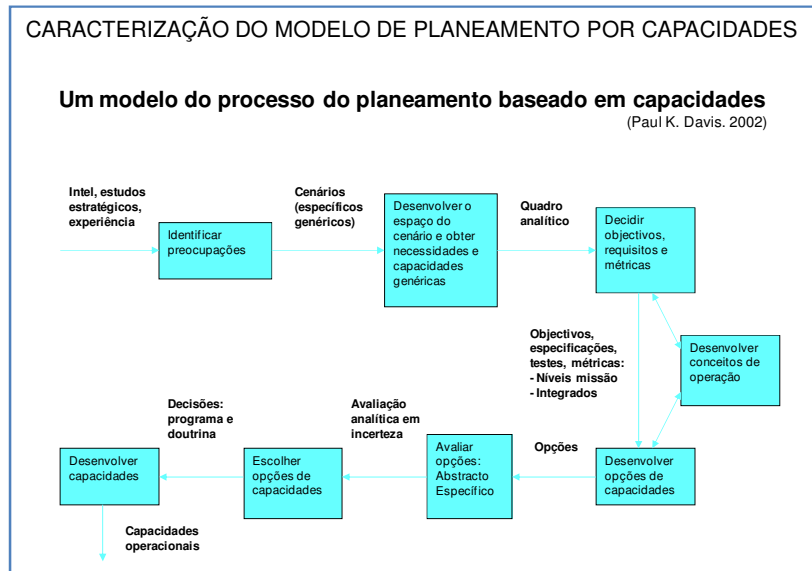 CARACTERIZAÇÃO DO MODELO DE PLANEAMENTO POR CAPACIDADES
Um modelo do processo do planeamento baseado em capacidades
(Paul K. Davis. 2002)
Intel, estudos
estratégicos,
experiência
Identificar
preocupações
Cenários
(específicos
genéricos)
Desenvolver o
espaço do
cenário e obter
necessidades e
capacidades
genéricas
Quadro
analítico
Decidir
objectivos,
requisitos e
métricas
Objectivos,
especificações,
testes, métricas:
- Níveis missão
- Integrados
Desenvolver
conceitos de
operação
Desenvolver
opções de
capacidades
Opções
Avaliar
opções:
Abstracto
Específico
Avaliação
analítica em
incerteza
Escolher
opções de
capacidades
Decisões:
programa e
doutrina
Desenvolver
capacidades
Capacidades
operacionais